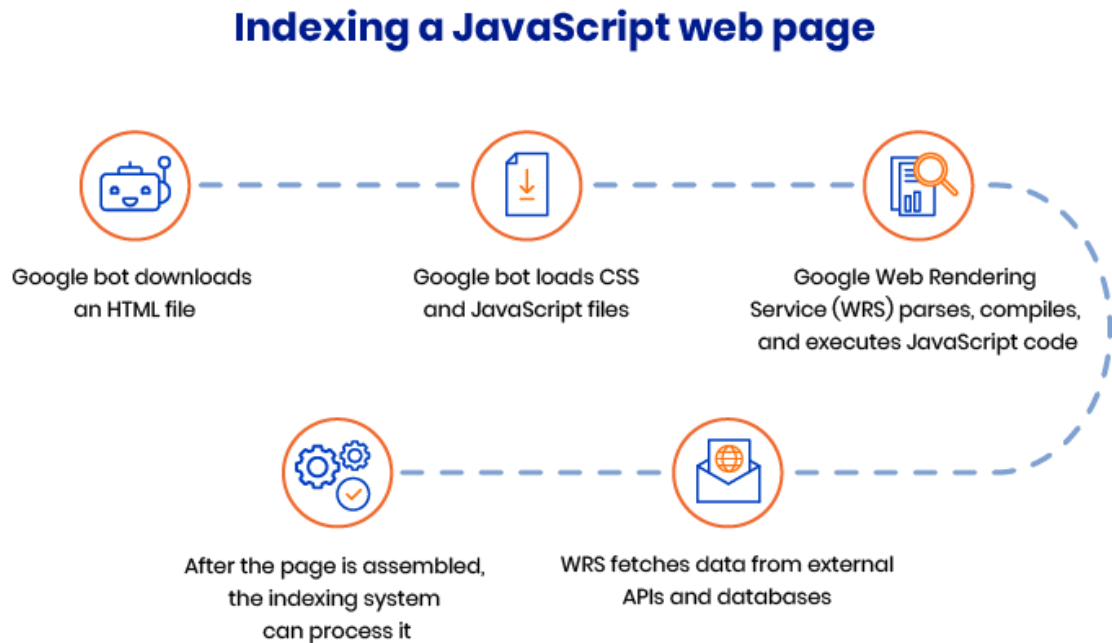 Indexing a JavaScript web page
Google bot downloads
an HTML file
Google bot loads CSS
and JavaScript files
Google Web Rendering
Service (WRS) parses, compiles,
and executes JavaScript code
WRS fetches data from external
APIs and databases
After the page is assembled,
the indexing system
can process it